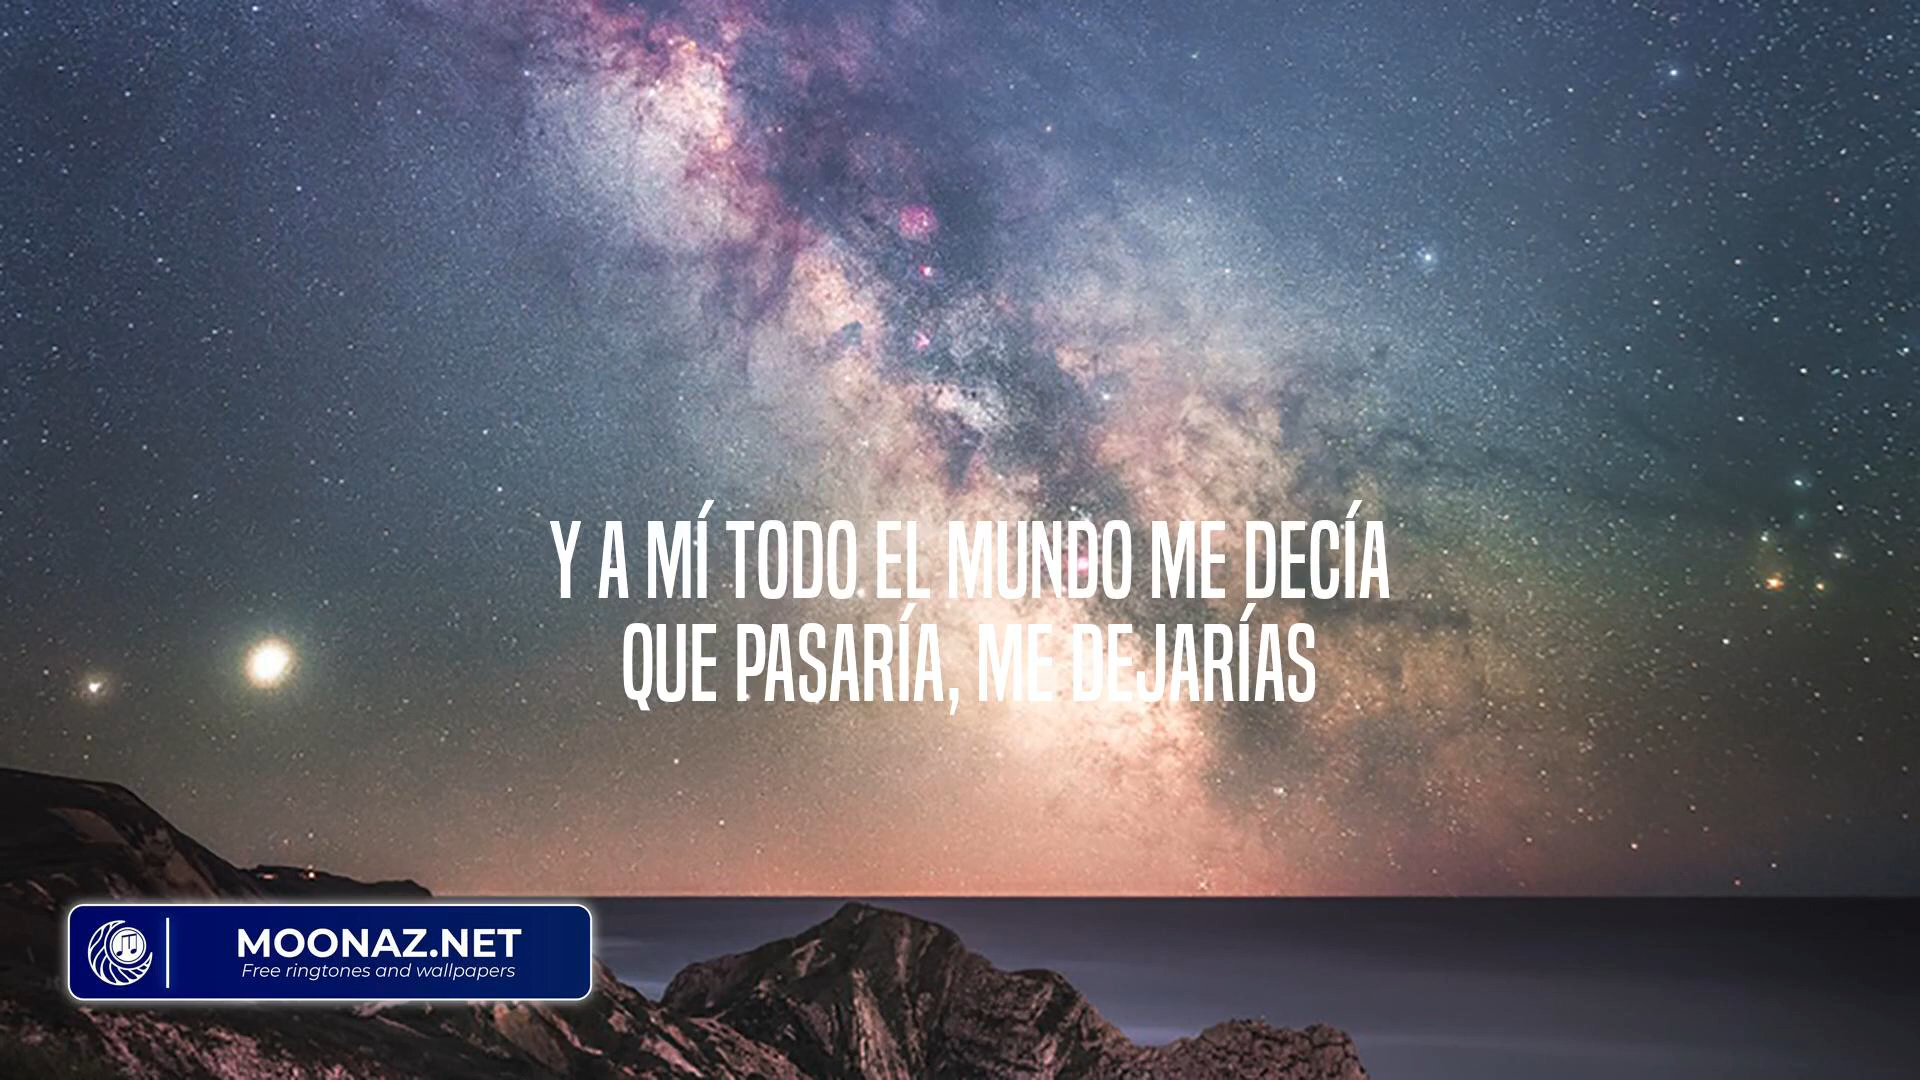 Y A MÍ TODO EL MUNDO ME DECÍA
QUE PASARÍA, ME DEJARÍAS
MOONAZ.NET
Free ringtones and wallpapers